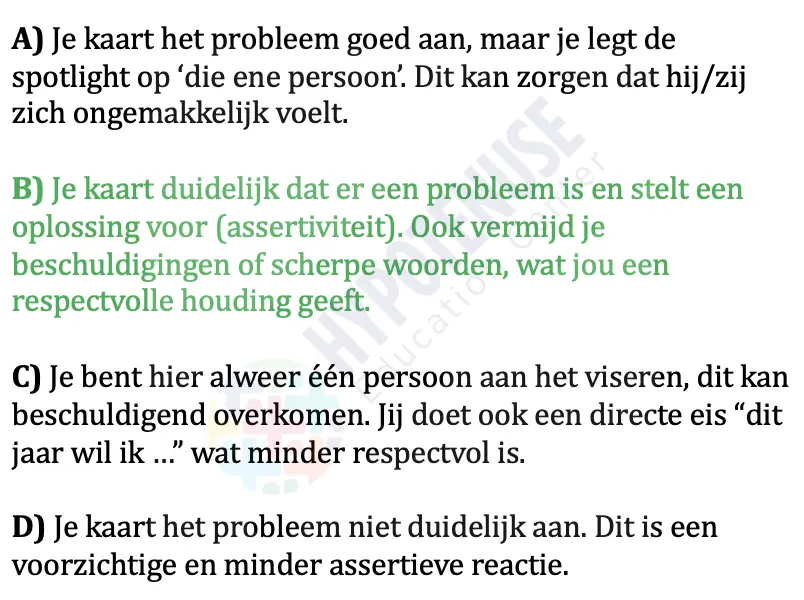 A) Je kaart het probleem goed aan, maar je legt de
spotlight op ‘die ene persoon’. Dit kan zorgen dat hij/zij
zich ongemakkelijk voelt.
B) Je kaart duidelijk dat er een probleem is en stelt een
oplossing voor (assertiviteit). Ook vermijd je
beschuldigingen of scherpe woorden, wat jou een
respectvolle houding geeft.
C) Je bent hier alweer één persoon aan het viseren, dit kan
beschuldigend overkomen. Jij doet ook een directe eis “dit
jaar wil ik …” wat minder respectvol is.
D) Je kaart het probleem niet duidelijk aan. Dit is een
voorzichtige en minder assertieve reactie.
HYPOTENUSE
Education Center